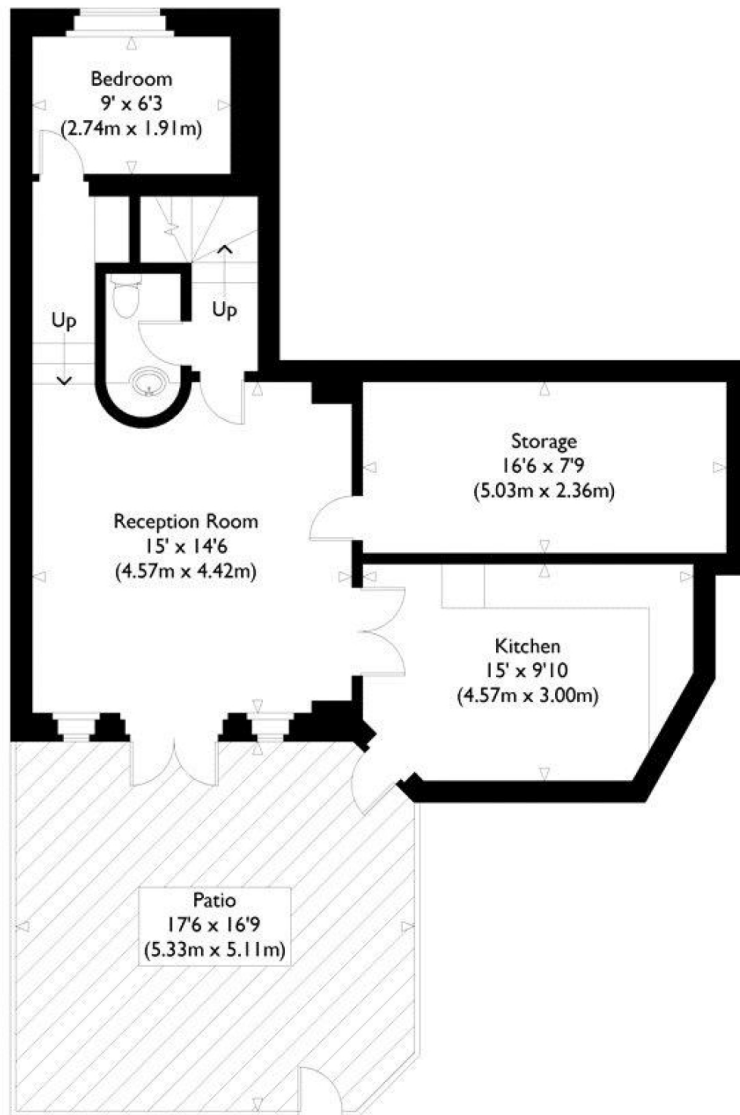 Bedroom
9' x 6'3
(2.74m x 1.91m)
Up
Up
Storage
16'6 x 7'9
(5.03m x 2.36m)
Reception Room
15' x 14'6
(4.57m x 4.42m)
Kitchen
15' x 9'10
(4.57m x 3.00m)
Patio
17'6 x 16'9
(5.33m x 5.11m)